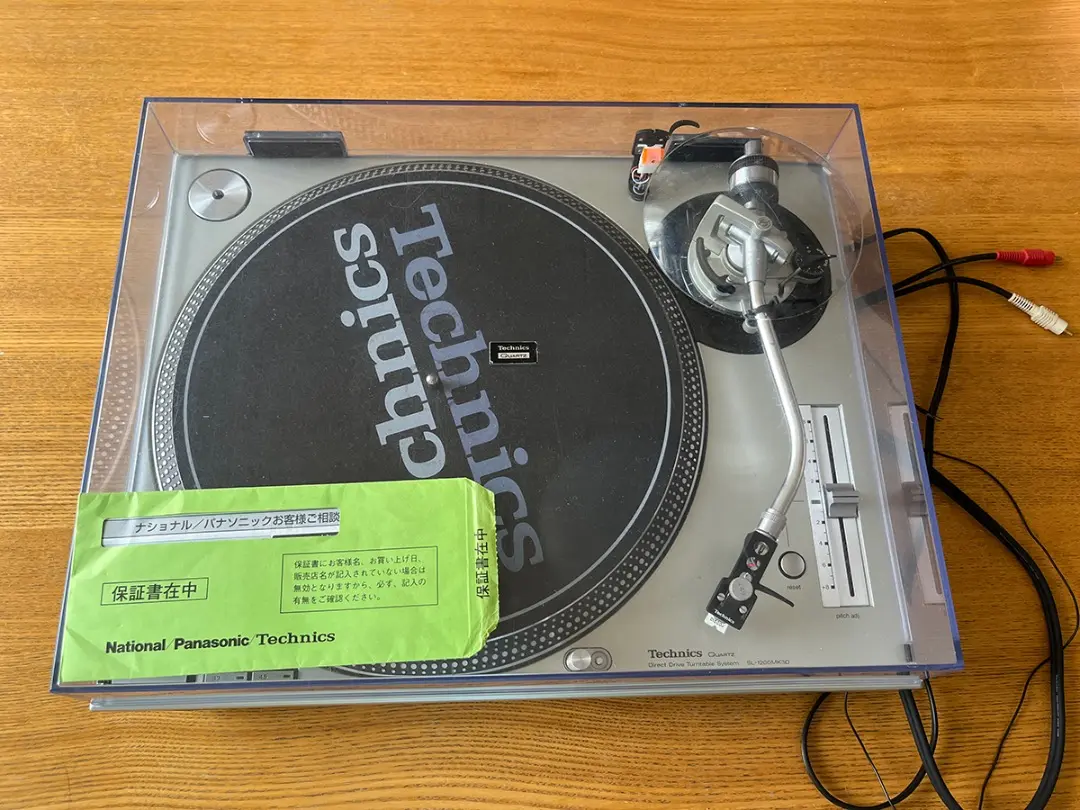 Technics
Technics
Technics
QUARTZ
ナショナル／パナソニックお客様ご相談
保証書在中
保証書にお客様名、お買い上げ日、
販売店名が記入されていない場合は
無効となりますから、必ず、記入の
有無をご確認ください。
保証書在中
National/Panasonic/Technics
Technics
reset
pitch adj.
Technics QUARTZ
Direct Drive Turntable System SL-1200MK3D